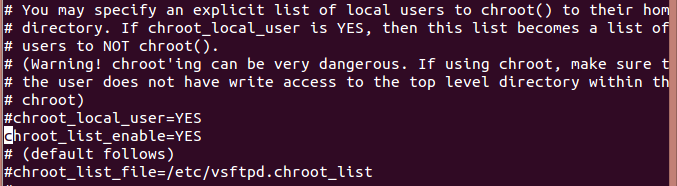 # You may specify an explicit list of local users to chroot() to their hom
# directory. If chroot_local_user is YES, then this list becomes a list of
# users to NOT chroot().
# (Warning! chroot'ing can be very dangerous. If using chroot, make sure t
# the user does not have write access to the top level directory within th
# chroot)
#chroot_local_user=YES
chroot_list_enable=YES
# (default follows)
#chroot_list_file=/etc/vsftpd.chroot_list